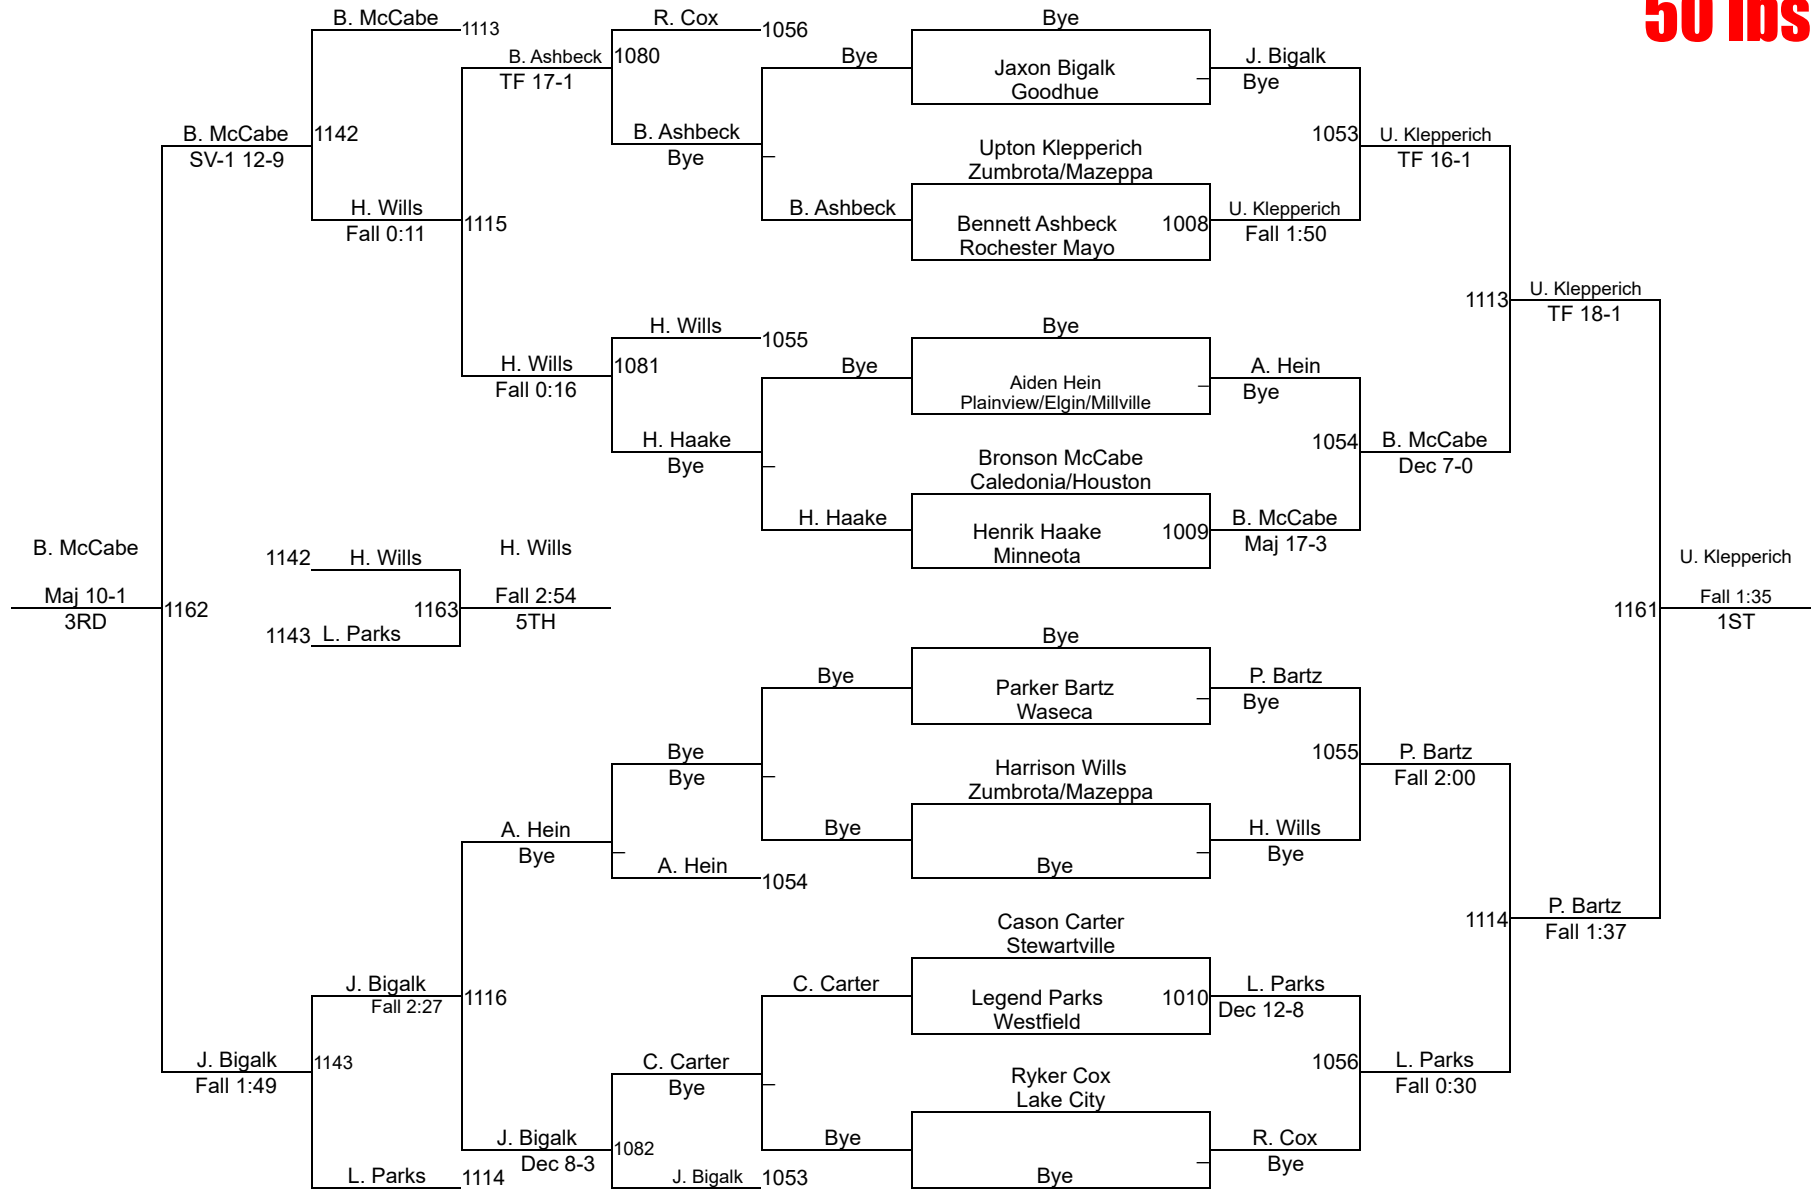 50 lbs
B. McCabe
1113
R. Cox
1056
Bye
B. Ashbeck
1080
TF 17-1
Bye
Jaxon Bigalk
Goodhue
J. Bigalk
Bye
B. McCabe
1142
SV-1 12-9
B. Ashbeck
Bye
Upton Klepperich
Zumbrota/Mazeppa
1053
U. Klepperich
TF 16-1
H. Wills
Fall 0:11
1115
B. Ashbeck
Bennett Ashbeck
Rochester Mayo
1008
U. Klepperich
Fall 1:50
1113
U. Klepperich
TF 18-1
H. Wills
1055
Bye
H. Wills
1081
Fall 0:16
Bye
Aiden Hein
Plainview/Elgin/Millville
A. Hein
Bye
H. Haake
Bye
Bronson McCabe
Caledonia/Houston
1054
B. McCabe
Dec 7-0
H. Haake
Henrik Haake
Minneota
1009
B. McCabe
Maj 17-3
B. McCabe
Maj 10-1
3RD
1162
1142
H. Wills
1143
L. Parks
1163
H. Wills
Fall 2:54
5TH
U. Klepperich
1161
Fall 1:35
1ST
Bye
Bye
Parker Bartz
Waseca
P. Bartz
Bye
Bye
Bye
Harrison Wills
Zumbrota/Mazeppa
1055
P. Bartz
Fall 2:00
A. Hein
Bye
Bye
Bye
H. Wills
Bye
A. Hein
1054
Cason Carter
Stewartville
1114
P. Bartz
Fall 1:37
J. Bigalk
Fall 2:27
1116
C. Carter
Legend Parks
Westfield
1010
L. Parks
Dec 12-8
J. Bigalk
Fall 1:49
1143
C. Carter
Bye
Ryker Cox
Lake City
1056
L. Parks
Fall 0:30
J. Bigalk
Dec 8-3
1082
Bye
Bye
R. Cox
Bye
L. Parks
1114
J. Bigalk
1053